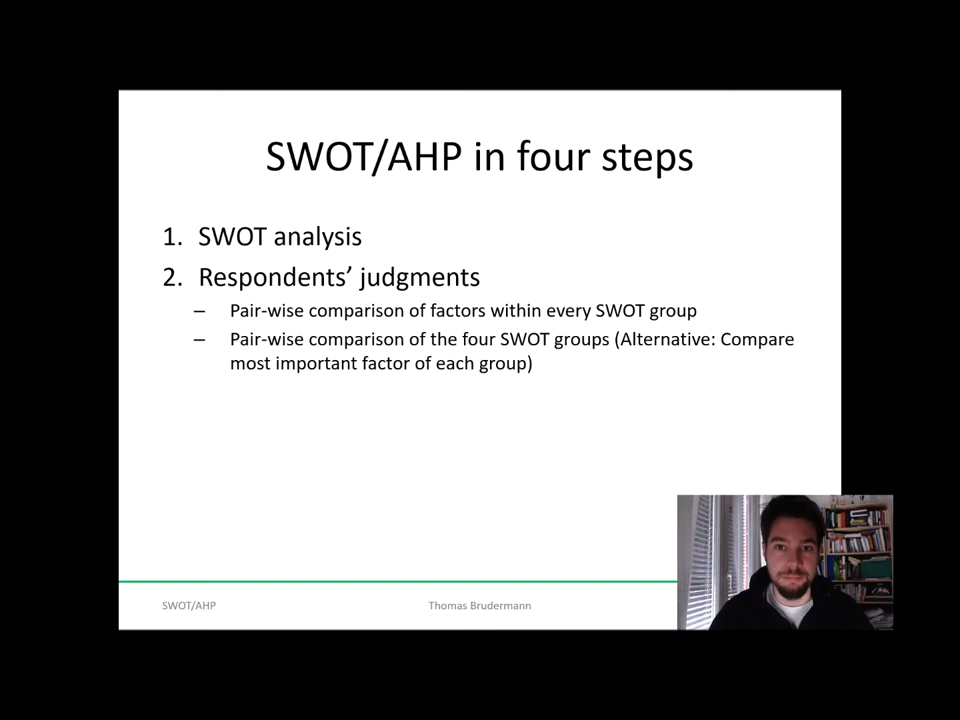 SWOT/AHP in four steps
1. SWOT analysis
2. Respondents’ judgments
– Pair-wise comparison of factors within every SWOT group
– Pair-wise comparison of the four SWOT groups (Alternative: Compare
most important factor of each group)
SWOT/AHP
Thomas Brudermann